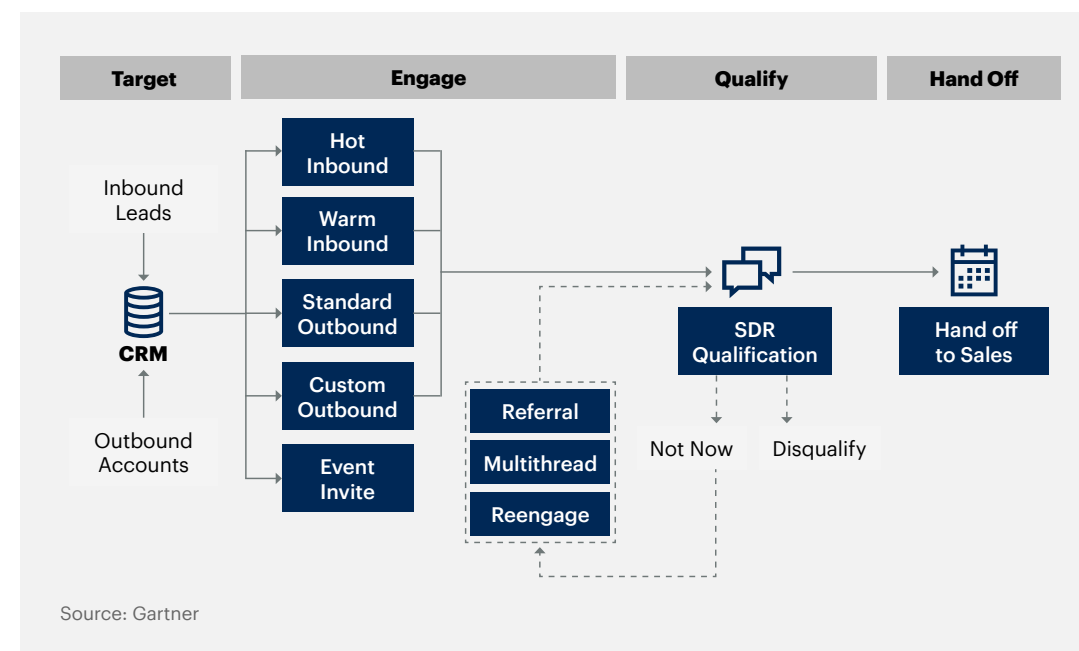 Target
Engage
Qualify
Hand Off
Inbound
Leads
CRM
Outbound
Accounts
Hot
Inbound
Warm
Inbound
Standard
Outbound
Custom
Outbound
Event
Invite
Referral
Multithread
Reengage
SDR
Qualification
Not Now
Disqualify
Hand off
to Sales
Source: Gartner